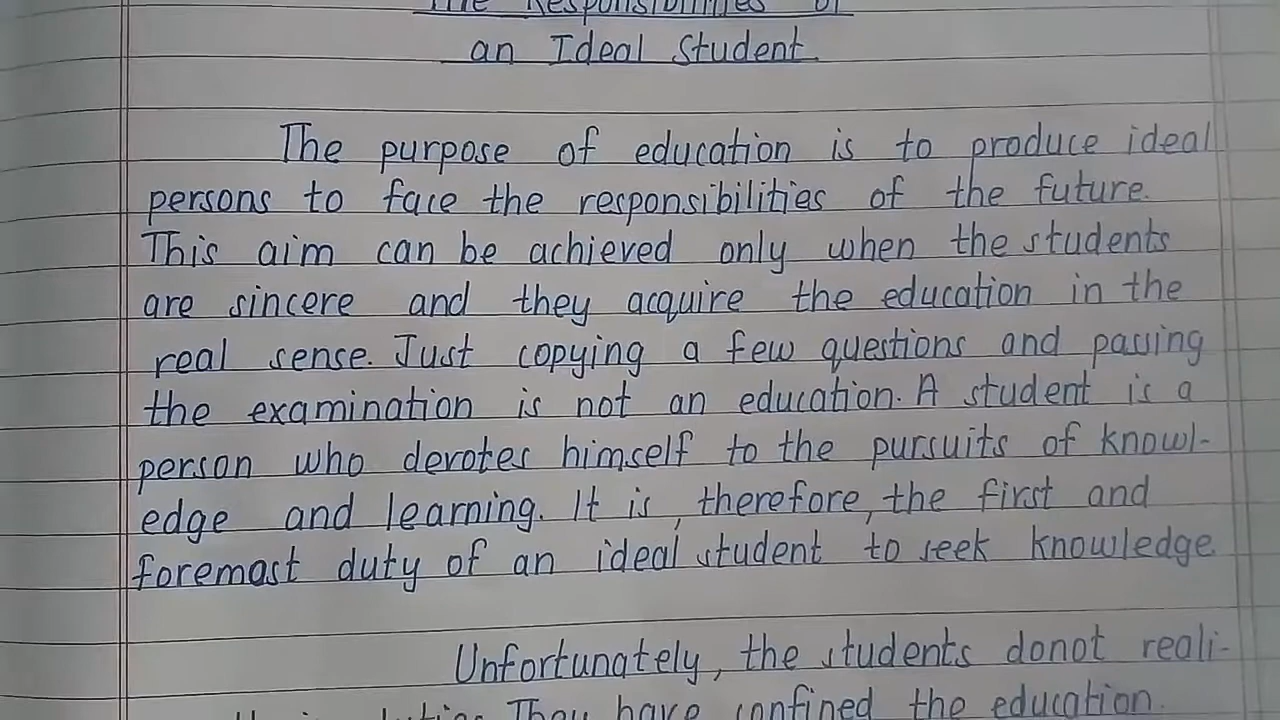 The Responsibilities of
an Ideal Student.
The purpose of education is to produce ideal
persons to face the responsibilities of the future.
This aim can be achieved only when the students
are sincere and they acquire the education in the
real sense. Just copying a few questions and passing
the examination is not an education. A student is a
person who devotes himself to the pursuits of knowl-
edge and learning. It is, therefore, the first and
foremost duty of an ideal student to seek knowledge
Unfortunately, the students donot reali-
They have confined the education.